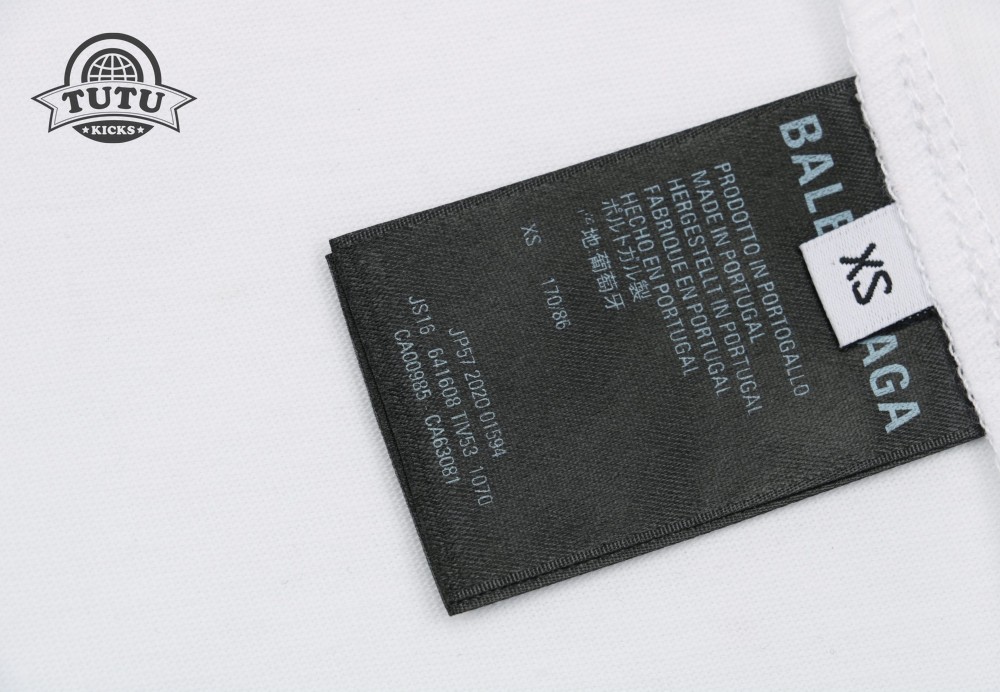 TUTU
KICKS
BALE AGA
XS
PRODOTTO IN PORTOGALLO
MADE IN PORTUGAL
HERGESTELLT IN PORTUGAL
FABRIQUE EN PORTUGAL
HECHO EN PORTUGAL
ポルトガル製
产地 葡萄牙
XS 170/86
JP57 2020 01594
JS16 641608 TIV53 1070
CA00985 CA63081